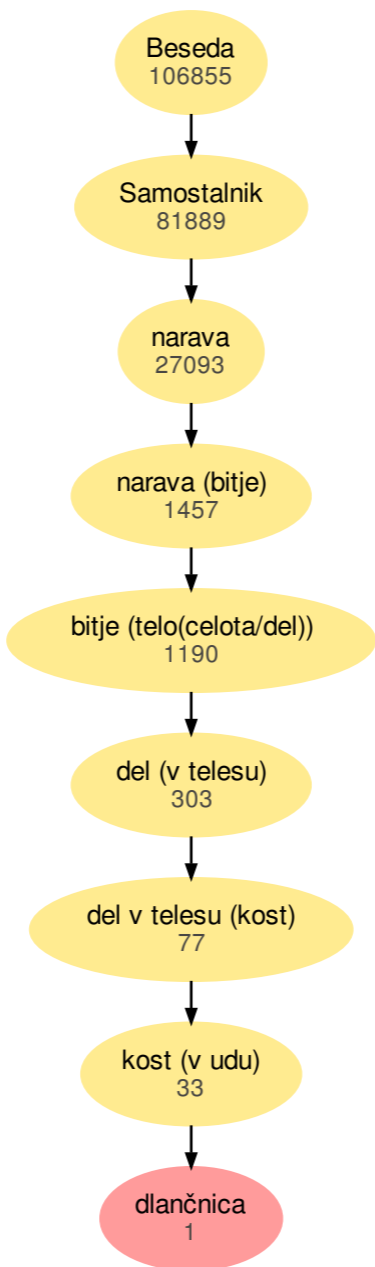 Beseda
106855
Samostalnik
81889
narava
27093
narava (bitje)
1457
bitje (telo(celota/del))
1190
del (v telesu)
303
del v telesu (kost)
77
kost (v udu)
33
dlančnica
1